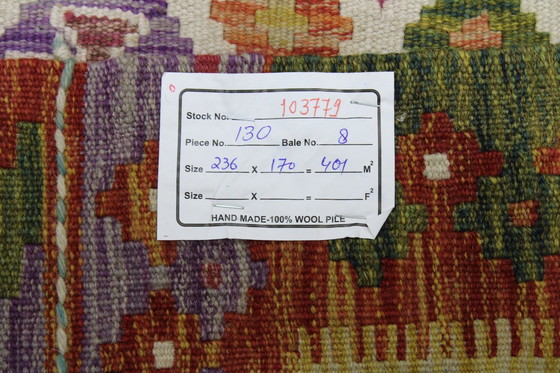 Stock No. 103779
Piece No. 130 Bale No. 8
Size 236 X 170 = 401 M²
Size X = F²
HAND MADE-100% WOOL PILE